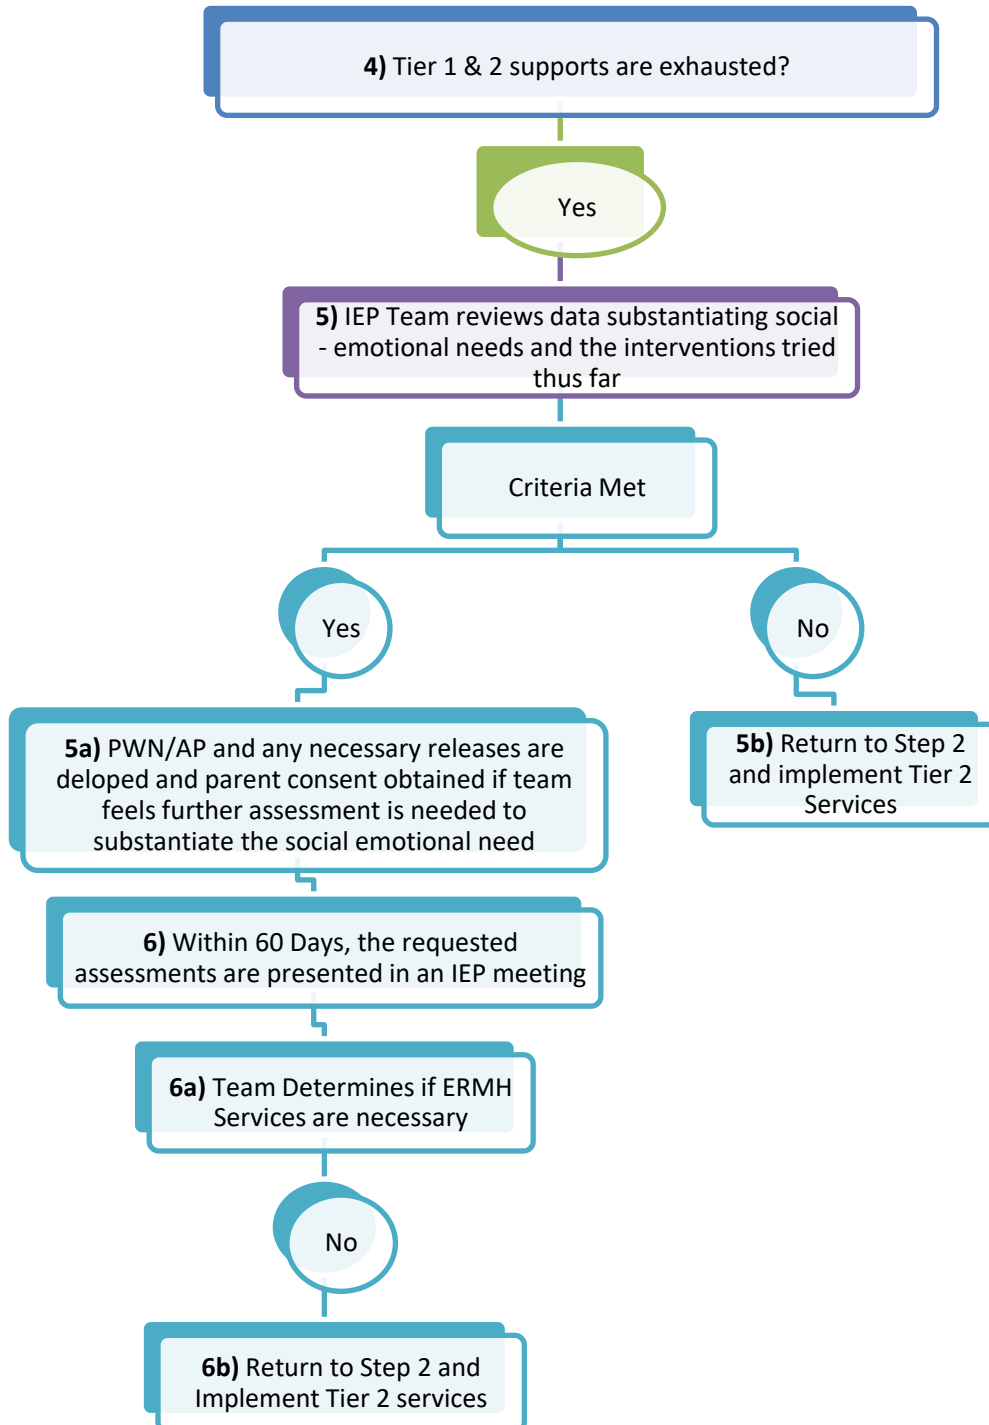 4) Tier 1 & 2 supports are exhausted?
Yes
5) IEP Team reviews data substantiating social
- emotional needs and the interventions tried
thus far
Criteria Met
Yes
No
5a) PWN/AP and any necessary releases are
deloped and parent consent obtained if team
feels further assessment is needed to
substantiate the social emotional need
5b) Return to Step 2
and implement Tier 2
Services
6) Within 60 Days, the requested
assessments are presented in an IEP meeting
6a) Team Determines if ERMH
Services are necessary
No
6b) Return to Step 2 and
Implement Tier 2 services